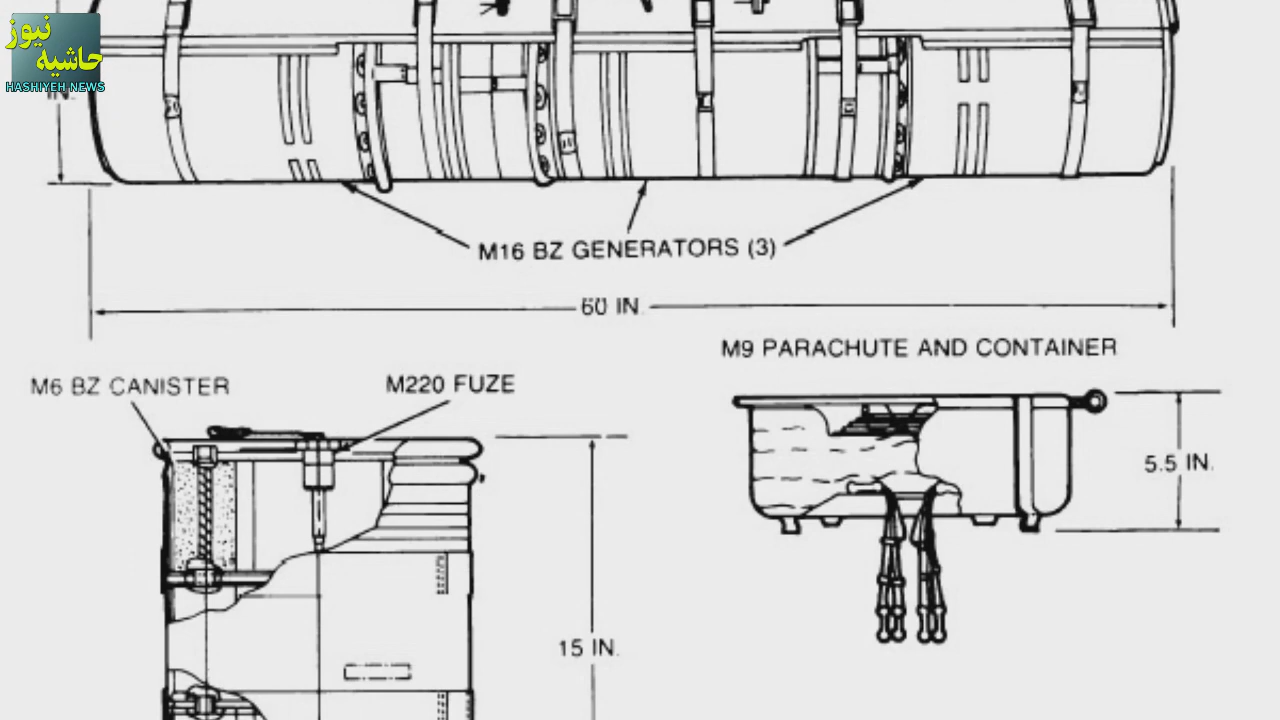 نیوز
حاشیه
HASHIYEH NEWS
IN.
M16 BZ GENERATORS (3)
60 IN.
M9 PARACHUTE AND CONTAINER
M6 BZ CANISTER
M220 FUZE
5.5 IN.
15 IN.